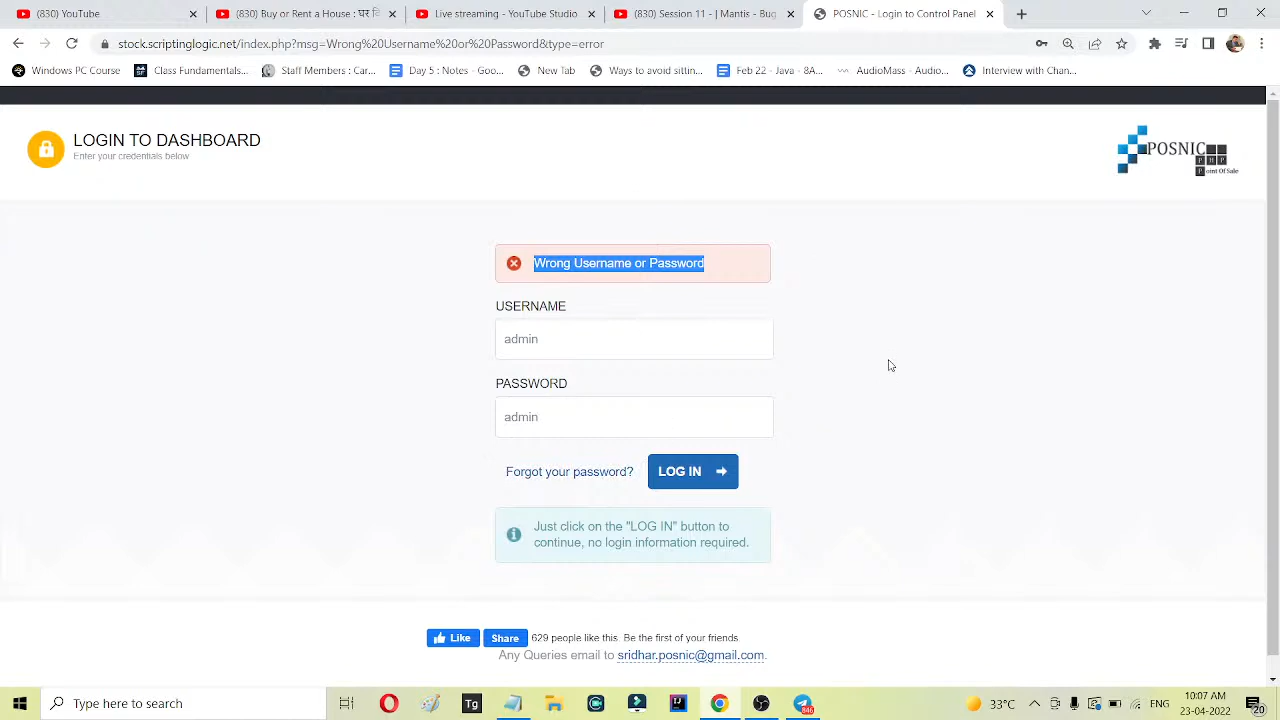 (830) YouTube
(830) Buy or Rent a House
Live streaming - YouTube Studio
(830) Session 11 | Mantis - Bug
POSNIC - Login to Control Panel
stock.scriptinglogic.net/index.php?msg=Wrong%20Username%20or%20Password&type=error
Windows PC Course
Class Fundamentals...
Staff Members : Car...
Day 5 : Notes - Goo...
New Tab
Ways to avoid sittin...
Feb 22 - Java - 8A...
AudioMass - Audio...
Interview with Chan...
LOGIN TO DASHBOARD
Enter your credentials below
POSNIC
PHP
Point Of Sale
Wrong Username or Password
USERNAME
admin
PASSWORD
admin
Forgot your password?
LOG IN
Just click on the "LOG IN" button to
continue, no login information required.
Like
Share
629 people like this. Be the first of your friends.
Any Queries email to sridhar.posnic@gmail.com.
Type here to search
Tg
846
33°C
ENG
10:07 AM
23-04-2022
20